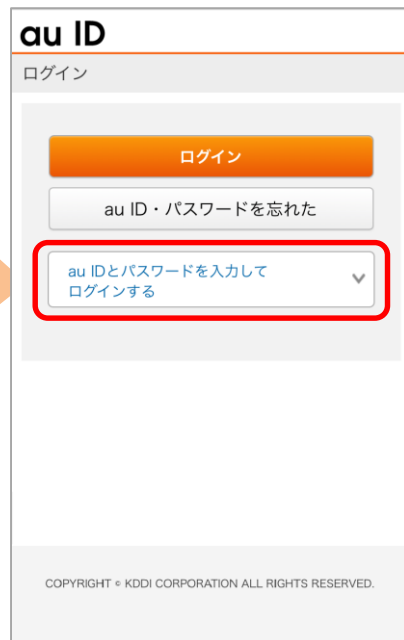 au ID
ログイン
ログイン
au ID・パスワードを忘れた
au IDとパスワードを入力して
ログインする
COPYRIGHT © KDDI CORPORATION ALL RIGHTS RESERVED.